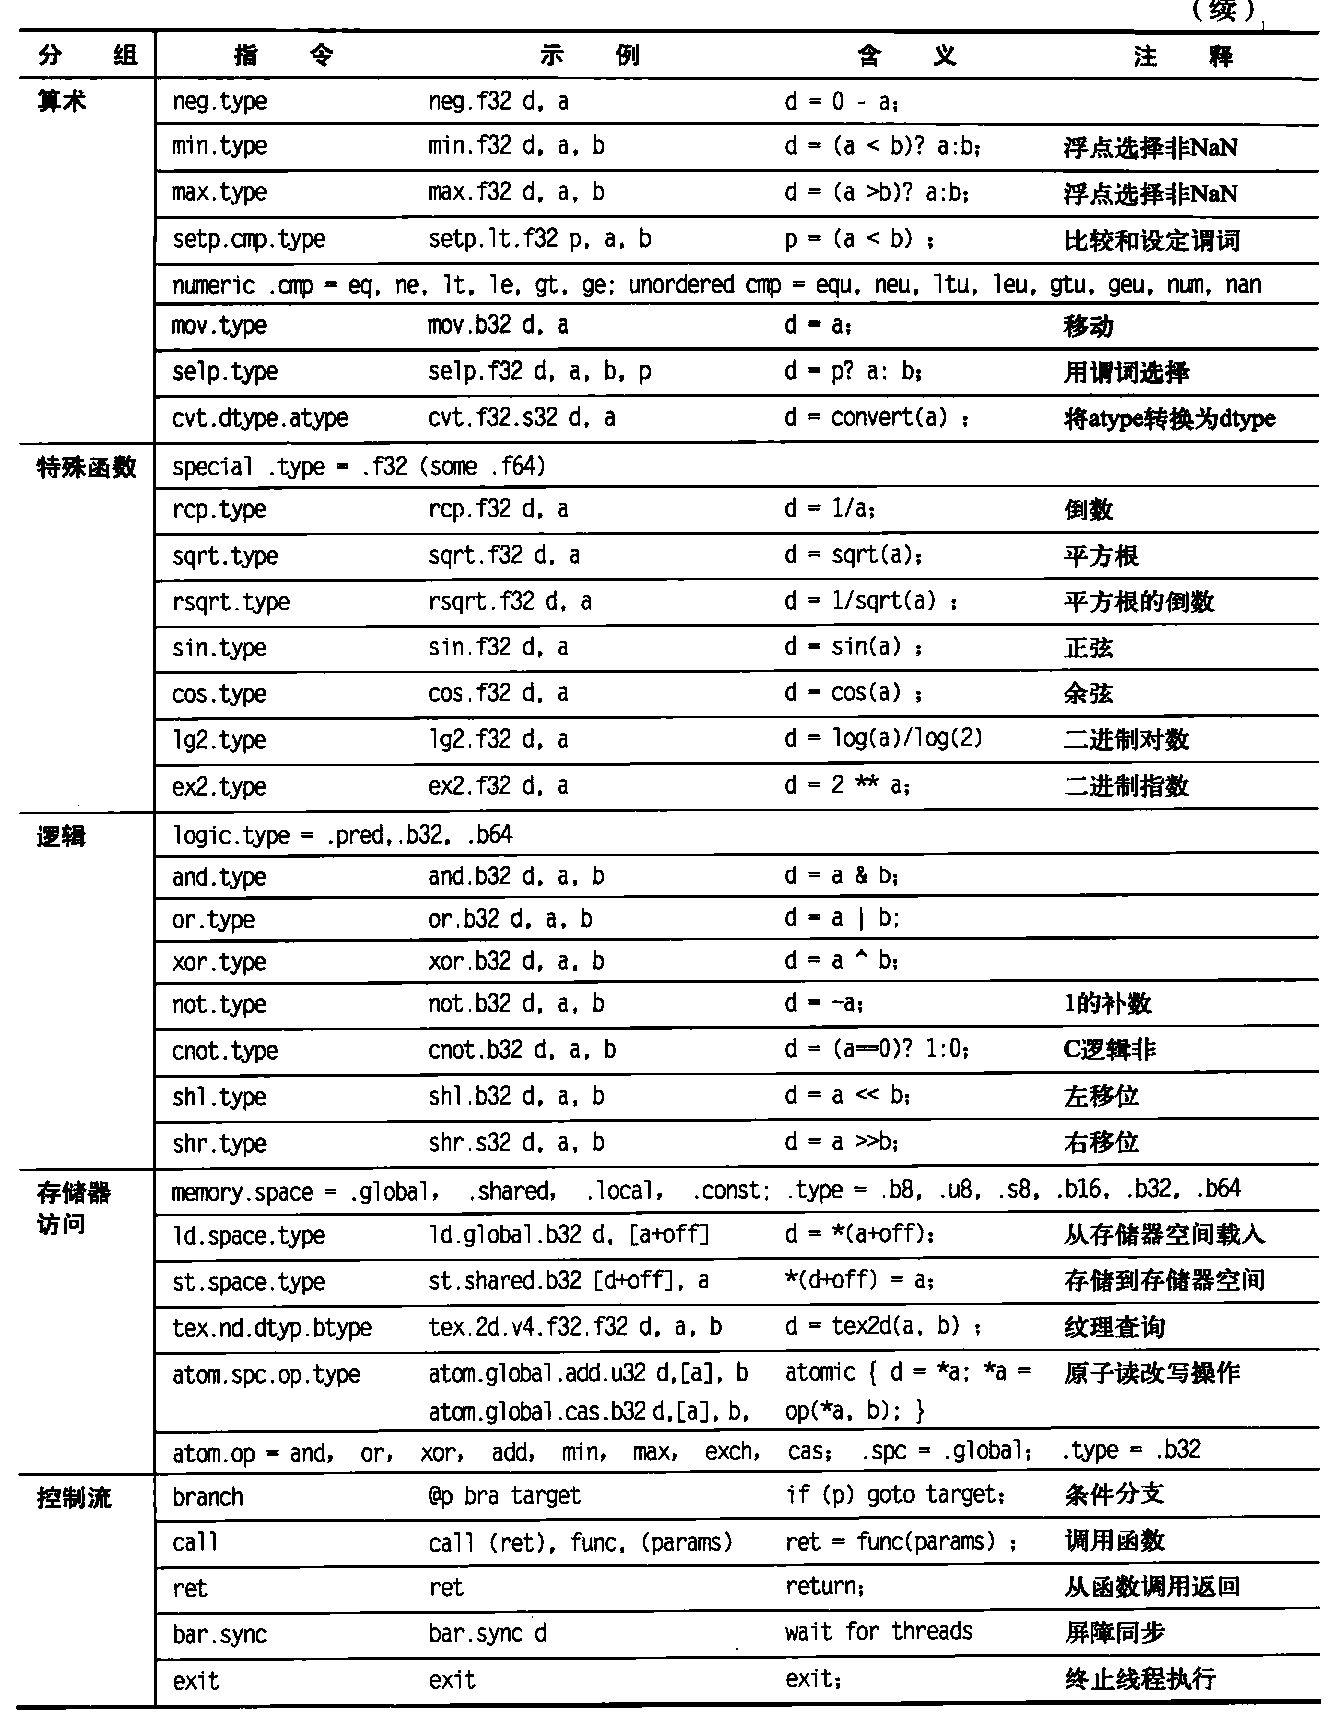 （续）
分 组 指 令 示 例 含 义 注 释
算术 neg.type neg.f32 d, a d = 0 - a;
min.type min.f32 d, a, b d = (a < b)? a:b; 浮点选择非NaN
max.type max.f32 d, a, b d = (a >b)? a:b; 浮点选择非NaN
setp.cmp.type setp.lt.f32 p, a, b p = (a < b) ; 比较和设定谓词
numeric .cmp = eq, ne, lt, le, gt, ge; unordered cmp = equ, neu, ltu, leu, gtu, geu, num, nan
mov.type mov.b32 d, a d = a; 移动
selp.type selp.f32 d, a, b, p d = p? a: b; 用谓词选择
cvt.dtype.atype cvt.f32.s32 d, a d = convert(a) ; 将atype转换为dtype
特殊函数 special .type = .f32 (some .f64)
rcp.type rcp.f32 d, a d = 1/a; 倒数
sqrt.type sqrt.f32 d, a d = sqrt(a); 平方根
rsqrt.type rsqrt.f32 d, a d = 1/sqrt(a) ; 平方根的倒数
sin.type sin.f32 d, a d = sin(a) ; 正弦
cos.type cos.f32 d, a d = cos(a) ; 余弦
lg2.type lg2.f32 d, a d = log(a)/log(2) 二进制对数
ex2.type ex2.f32 d, a d = 2 ** a; 二进制指数
逻辑 logic.type = .pred,.b32, .b64
and.type and.b32 d, a, b d = a & b;
or.type or.b32 d, a, b d = a | b;
xor.type xor.b32 d, a, b d = a ^ b;
not.type not.b32 d, a, b d = ~a; 1的补数
cnot.type cnot.b32 d, a, b d = (a==0)? 1:0; C逻辑非
shl.type shl.b32 d, a, b d = a << b; 左移位
shr.type shr.s32 d, a, b d = a >>b; 右移位
存储器 memory.space = .global, .shared, .local, .const; .type = .b8, .u8, .s8, .b16, .b32, .b64
访问 ld.space.type ld.global.b32 d, [a+off] d = *(a+off); 从存储器空间载入
st.space.type st.shared.b32 [d+off], a *(d+off) = a; 存储到存储器空间
tex.nd.dtyp.btype tex.2d.v4.f32.f32 d, a, b d = tex2d(a, b) ; 纹理查询
atom.spc.op.type atom.global.add.u32 d,[a], b atomic { d = *a; *a = 原子读改写操作
atom.global.cas.b32 d,[a], b, op(*a, b); }
atom.op = and, or, xor, add, min, max, exch, cas; .spc = .global; .type = .b32
控制流 branch @p bra target if (p) goto target; 条件分支
call call (ret), func, (params) ret = func(params) ; 调用函数
ret ret return; 从函数调用返回
bar.sync bar.sync d wait for threads 屏障同步
exit exit exit; 终止线程执行